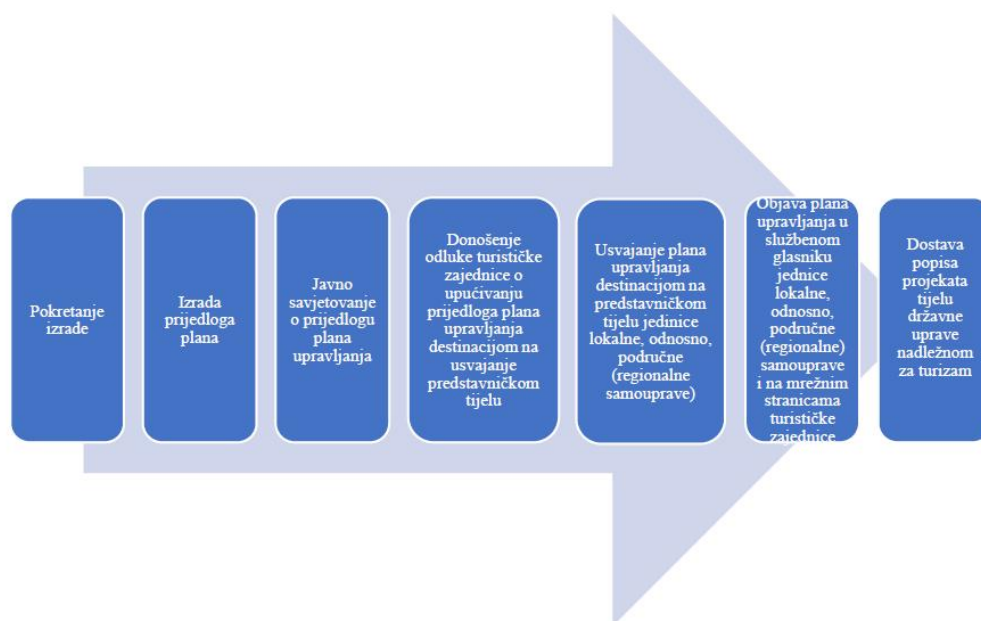 Pokretanje
izrade
Izrada
prijedloga
plana
Javno
savjetovanje
o prijedlogu
plana
upravljanja
Donošenje
odluke turističke
zajednice o
upućivanju
prijedloga plana
upravljanja
destinacijom na
usvajanje
predstavničkom
tijelu
Usvajanje plana
upravljanja
destinacijom na
predstavničkom
tijelu jedinice
lokalne, odnosno,
područne
(regionalne
samouprave)
Objava plana
upravljanja u
službenom
glasniku
jednice
lokalne,
odnosno,
područne
(regionalne)
samouprave
i na mrežnim
stranicama
turističke
zajednice
Dostava
popisa
projekata
tijelu
državne
uprave
nadležnom
za turizam